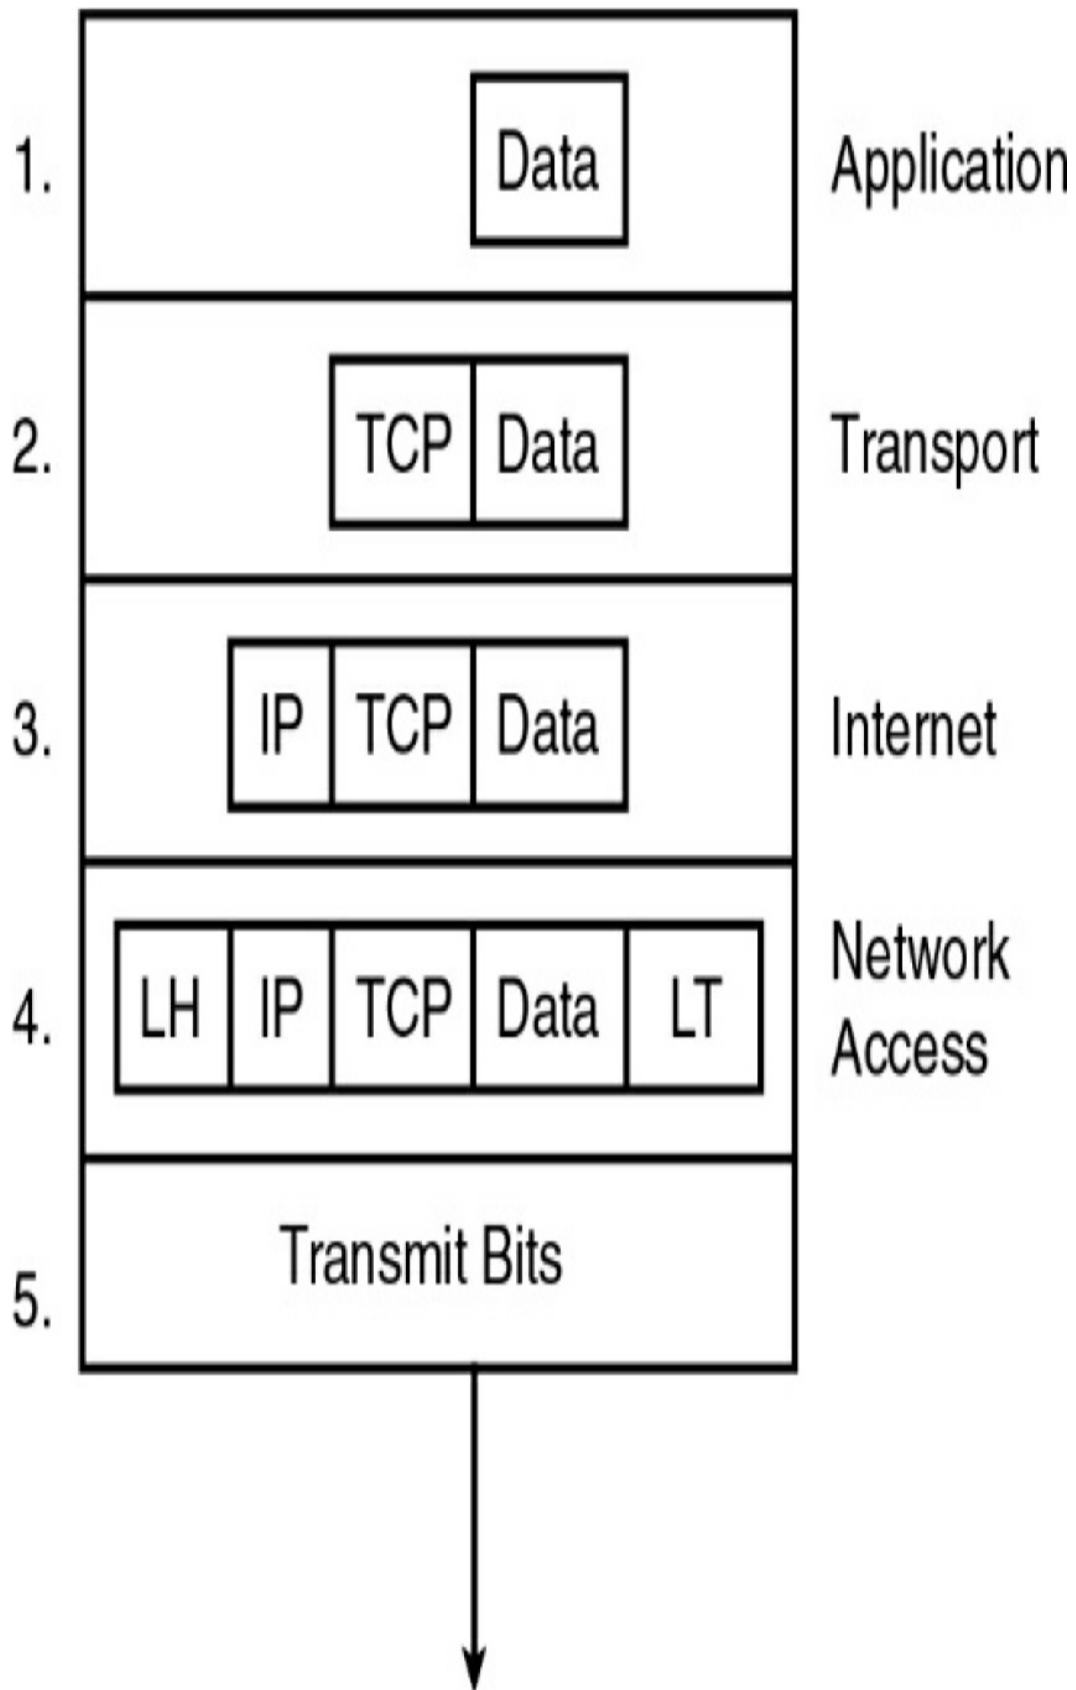 1. Data Application
2. TCP Data Transport
3. IP TCP Data Internet
4. LH IP TCP Data LT Network
Access
Transmit Bits
5.